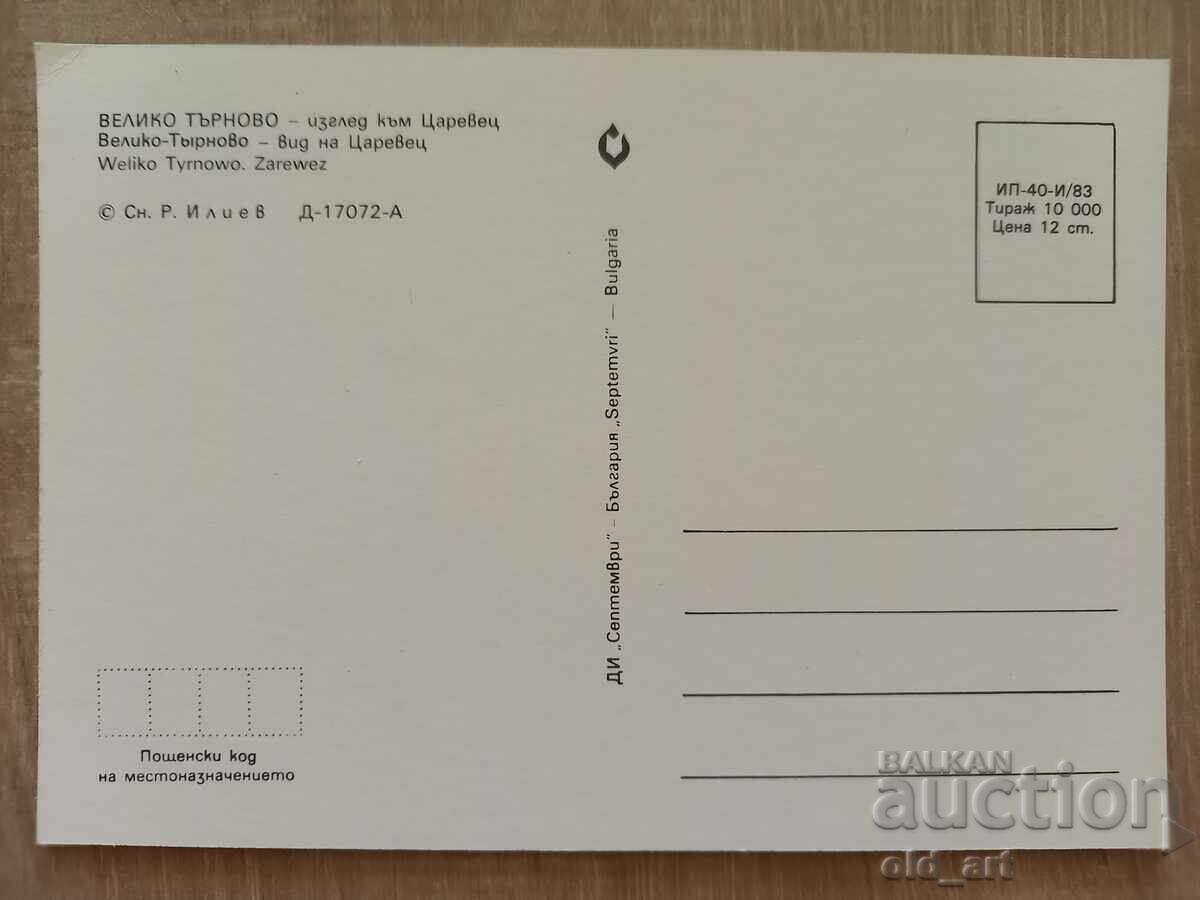 ВЕЛИКО ТЪРНОВО – изглед към Царевец
Велико-Тырново – вид на Царевец
Weliko Tyrnowo. Zarewez
© Сн. Р. Илиев Д-17072-А
ДИ „Септември" - България „Septemvri" — Bulgaria
ИП-40-И/83
Тираж 10 000
Цена 12 ст.
Пощенски код
на местоназначението
BALKAN
auction
old_art